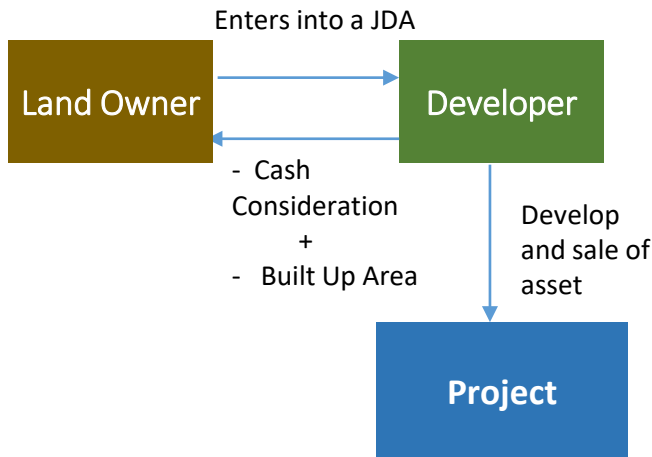 Enters into a JDA
Land Owner
Developer
- Cash
Consideration
+
- Built Up Area
Develop
and sale of
asset
Project